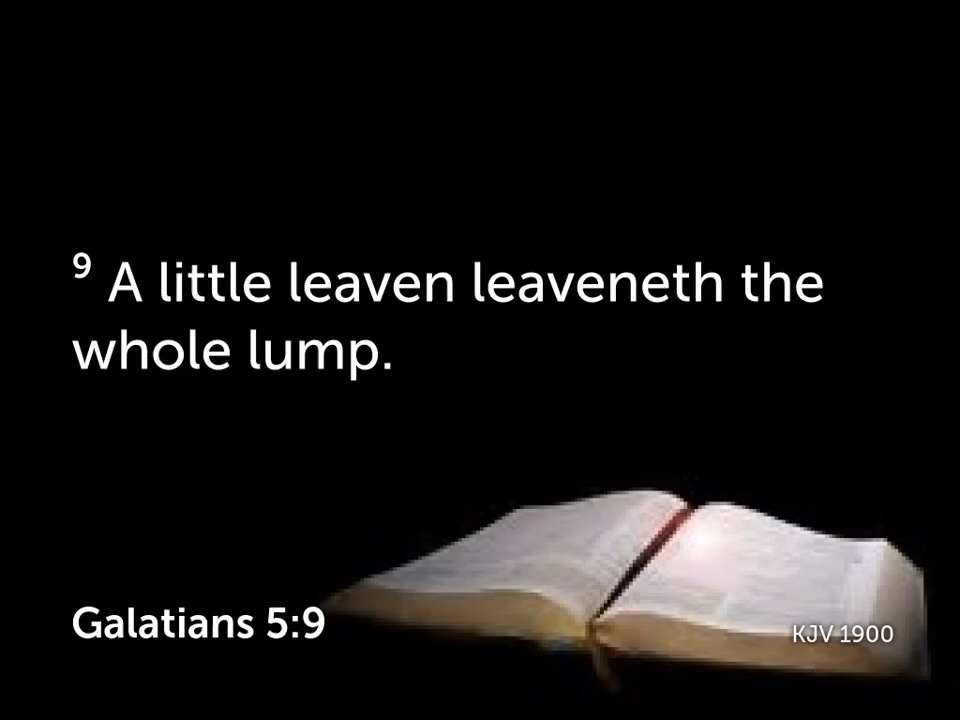 ⁹ A little leaven leaveneth the
whole lump.
Galatians 5:9
KJV 1900